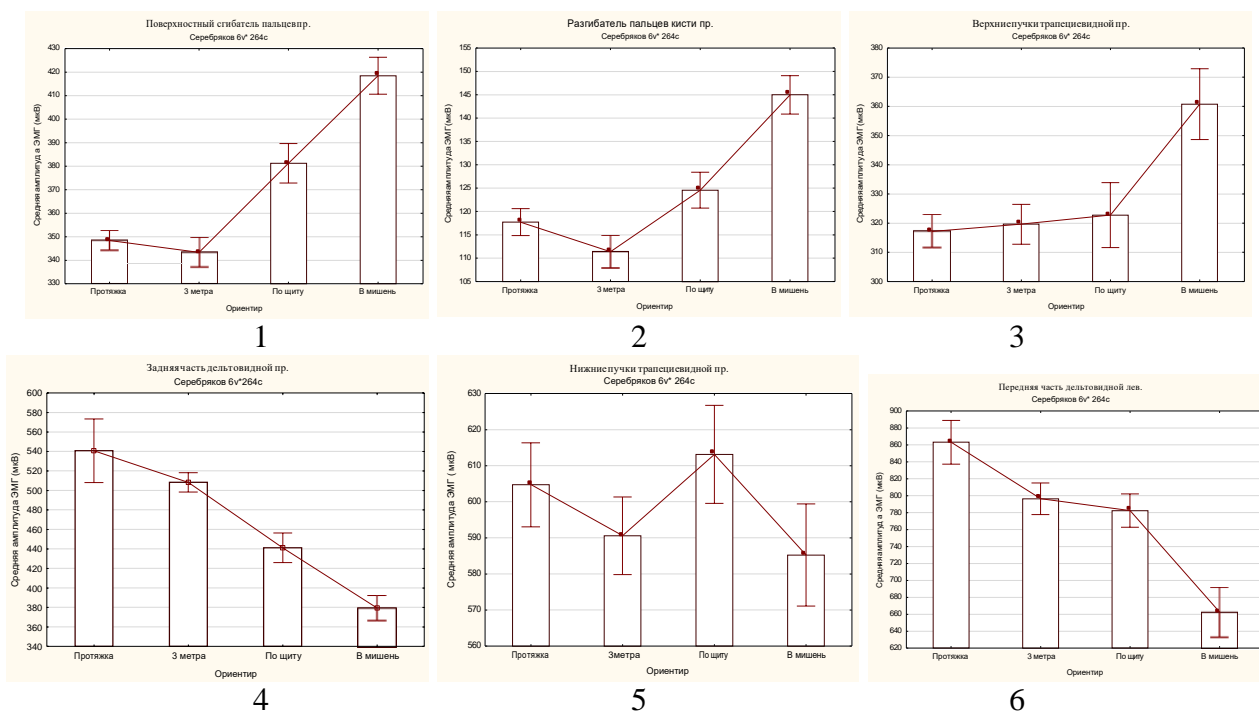 Поверхностный сгибатель пальцев пр.
Серебряков 6v* 264с
Средняя амплитуда ЭМГ (мкВ)
430
420
410
400
390
380
370
360
350
340
330
Протяжка 3 метра По щиту В мишень
Ориентир
1
Разгибатель пальцев кисти пр.
Серебряков 6v* 264с
Средняя амплитуда ЭМГ (мкВ)
155
150
145
140
135
130
125
120
115
110
105
Протяжка 3 метра По щиту В мишень
Ориентир
2
Верхние пучки трапециевидной пр.
Серебряков 6v* 264с
Средняя амплитуда ЭМГ (мкВ)
380
370
360
350
340
330
320
310
300
Протяжка 3 метра По щиту В мишень
Ориентир
3
Задняя часть дельтовидной пр.
Серебряков 6v*264с
Средняя амплитуда ЭМГ (мкВ)
600
580
560
540
520
500
480
460
440
420
400
380
360
340
Протяжка 3 метра По щиту В мишень
Ориентир
4
Нижние пучки трапециевидной пр.
Серебряков 6v* 264с
Средняя амплитуда ЭМГ (мкВ)
630
620
610
600
590
580
570
560
Протяжка 3метра По щиту В мишень
Ориентир
5
Передняя часть дельтовидной лев.
Серебряков 6v* 264с
Средняя амплитуда ЭМГ (мкВ)
900
880
860
840
820
800
780
760
740
720
700
680
660
640
620
Протяжка 3 метра По щиту В мишень
Ориентир
6